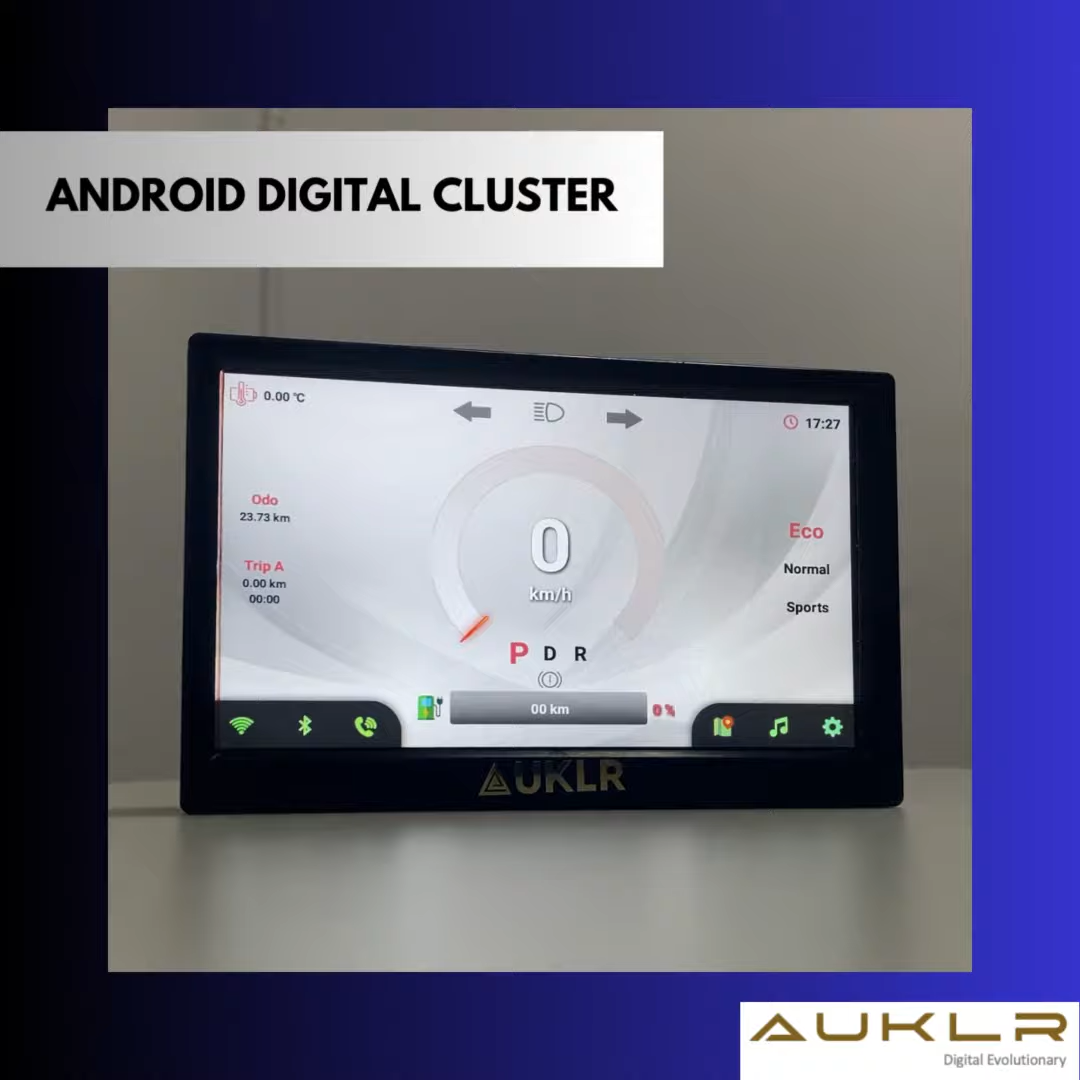 ANDROID DIGITAL CLUSTER
0.00 °C
17:27
Odo
23.73 km
Trip A
0.00 km
00:00
0
km/h
Eco
Normal
Sports
P D R
00 km
0 %
AUKLR
AUKLR
Digital Evolutionary